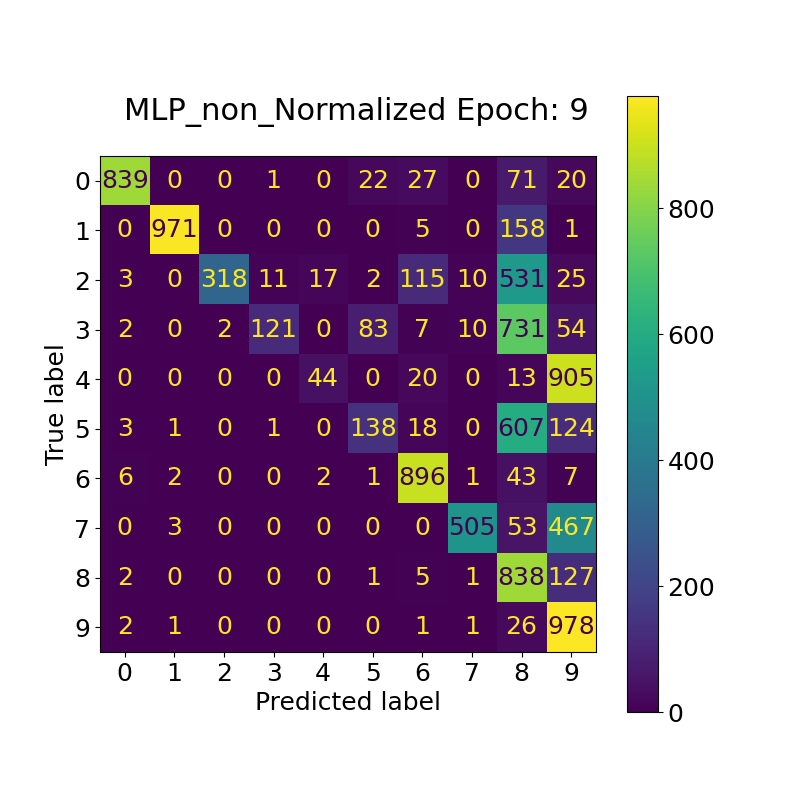 MLP_non_Normalized Epoch: 9
0 839 0 0 1 0 22 27 0 71 20
1 0 971 0 0 0 0 5 0 158 1
2 3 0 318 11 17 2 115 10 531 25
3 2 0 2 121 0 83 7 10 731 54
4 0 0 0 0 44 0 20 0 13 905
5 3 1 0 1 0 138 18 0 607 124
6 6 2 0 0 2 1 896 1 43 7
7 0 3 0 0 0 0 0 505 53 467
8 2 0 0 0 0 1 5 1 838 127
9 2 1 0 0 0 0 1 1 26 978
0 1 2 3 4 5 6 7 8 9
Predicted label
True label
800
600
400
200
0